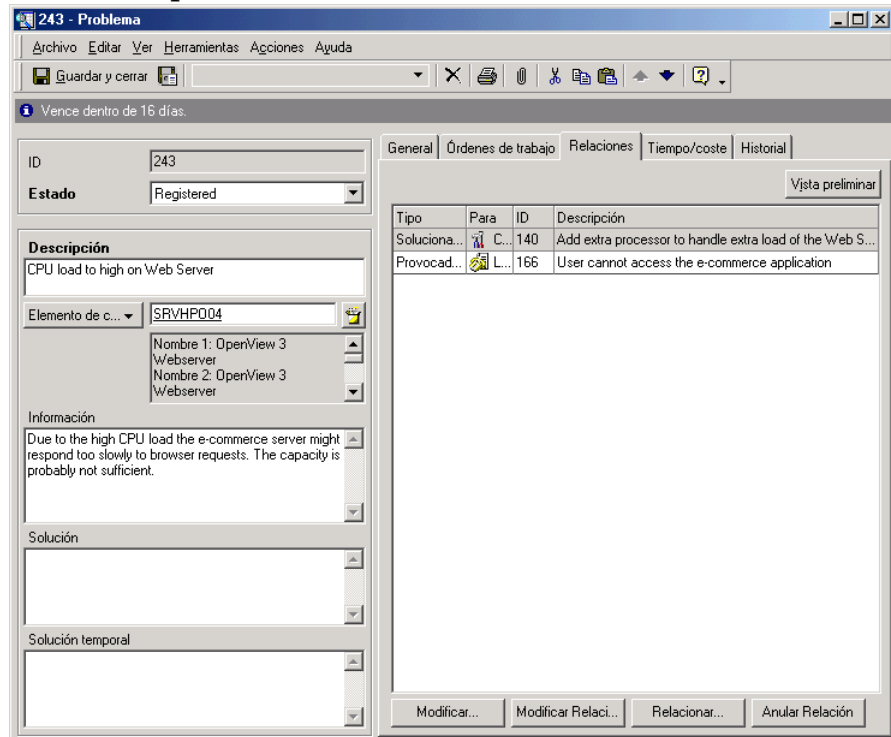 243 - Problema
Archivo Editar Ver Herramientas Acciones Ayuda
Guardar y cerrar
Vence dentro de 16 días.
ID 243
Estado Registered
Descripción
CPU load to high on Web Server
Elemento de c... SRVHPO04
Nombre 1: OpenView 3
Webserver
Nombre 2: OpenView 3
Webserver
Información
Due to the high CPU load the e-commerce server might
respond too slowly to browser requests. The capacity is
probably not sufficient.
Solución
Solución temporal
General Órdenes de trabajo Relaciones Tiempo/coste Historial
Vista preliminar
Tipo Para ID Descripción
Soluciona... C... 140 Add extra processor to handle extra load of the Web S...
Provocad... L... 166 User cannot access the e-commerce application
Modificar... Modificar Relaci... Relacionar... Anular Relación